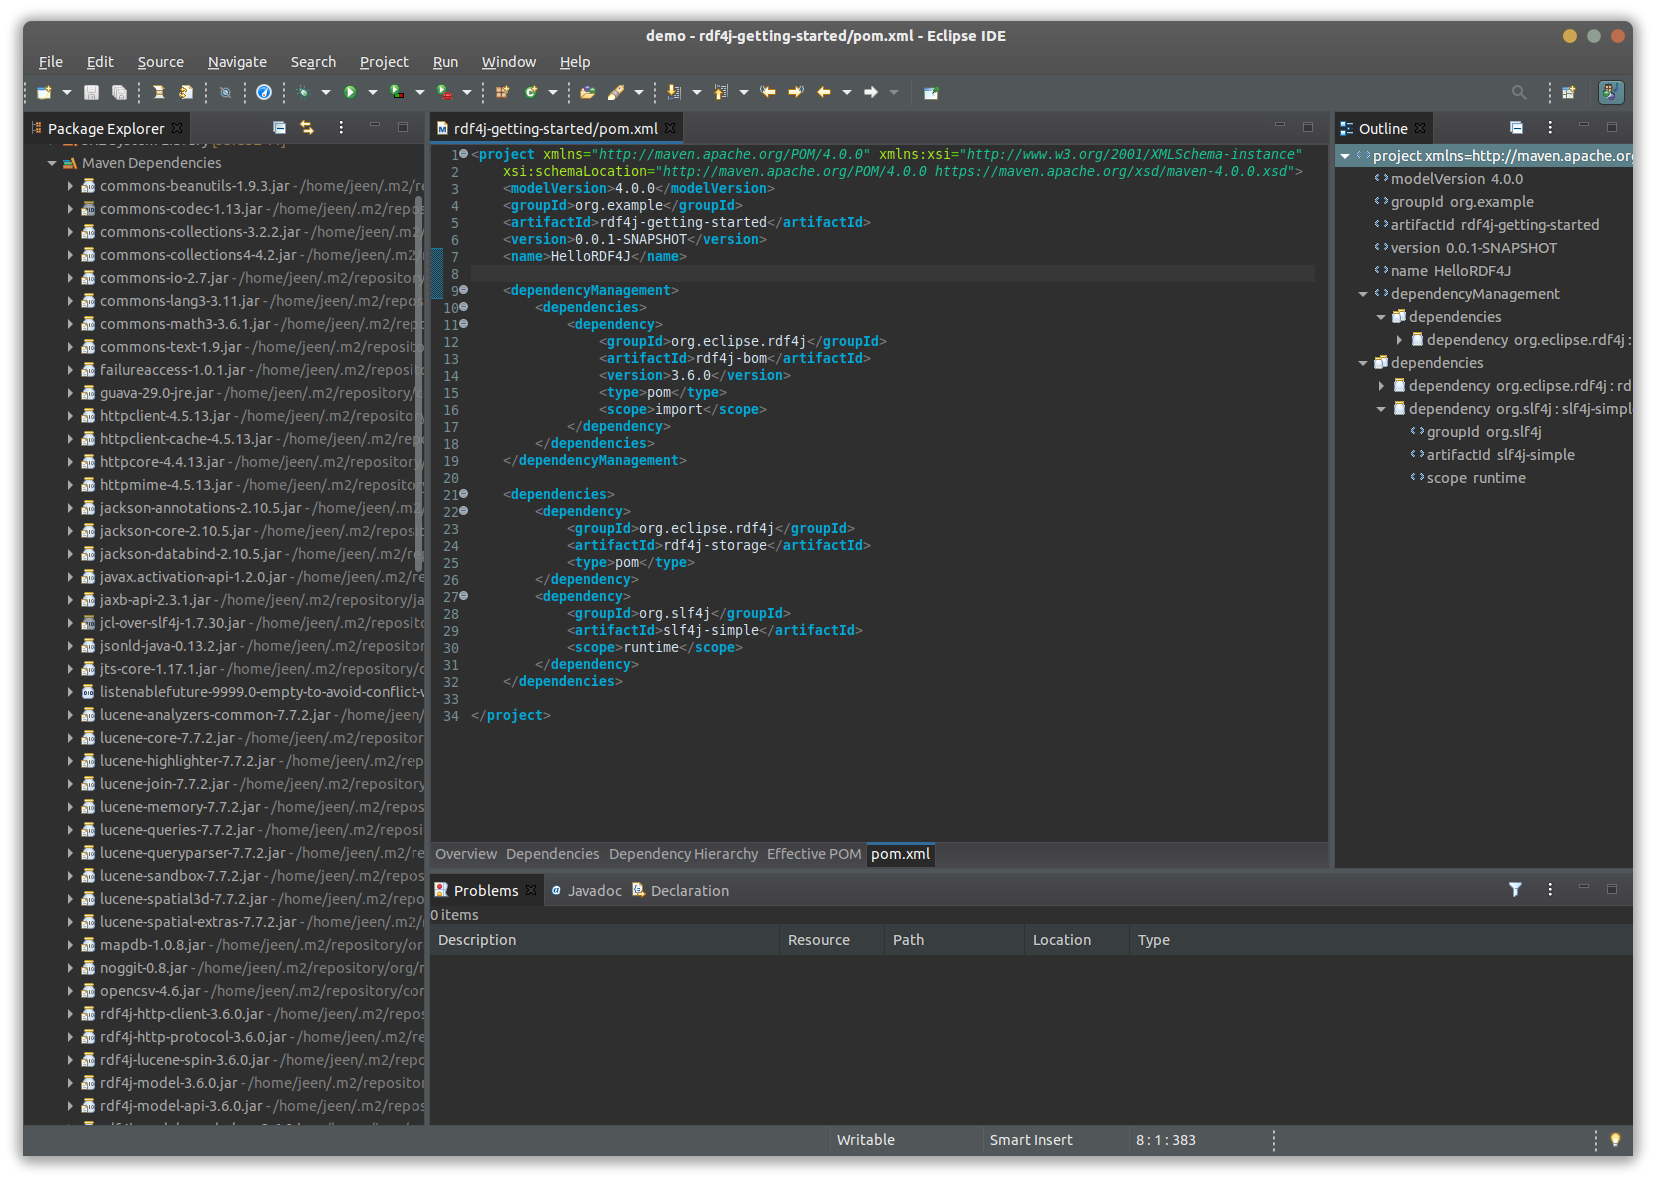 demo - rdf4j-getting-started/pom.xml - Eclipse IDE
File Edit Source Navigate Search Project Run Window Help
Package Explorer
Maven Dependencies
commons-beanutils-1.9.3.jar - /home/jeen/.m2/re
commons-codec-1.13.jar - /home/jeen/.m2/repos
commons-collections-3.2.2.jar - /home/jeen/.m2/
commons-collections4-4.2.jar - /home/jeen/.m2/r
commons-io-2.7.jar - /home/jeen/.m2/repository/
commons-lang3-3.11.jar - /home/jeen/.m2/repos
commons-math3-3.6.1.jar - /home/jeen/.m2/rep
commons-text-1.9.jar - /home/jeen/.m2/reposito
failureaccess-1.0.1.jar - /home/jeen/.m2/reposit
guava-29.0-jre.jar - /home/jeen/.m2/repository/c
httpclient-4.5.13.jar - /home/jeen/.m2/reposito
httpclient-cache-4.5.13.jar - /home/jeen/.m2/rep
httpcore-4.4.13.jar - /home/jeen/.m2/repository/
httpmime-4.5.13.jar - /home/jeen/.m2/repositor
jackson-annotations-2.10.5.jar - /home/jeen/.m2
jackson-core-2.10.5.jar - /home/jeen/.m2/reposi
jackson-databind-2.10.5.jar - /home/jeen/.m2/re
javax.activation-api-1.2.0.jar - /home/jeen/.m2/re
jaxb-api-2.3.1.jar - /home/jeen/.m2/repository/ja
jcl-over-slf4j-1.7.30.jar - /home/jeen/.m2/reposi
jsonld-java-0.13.2.jar - /home/jeen/.m2/reposito
jts-core-1.17.1.jar - /home/jeen/.m2/repository/o
listenablefuture-9999.0-empty-to-avoid-conflict-w
lucene-analyzers-common-7.7.2.jar - /home/jeen/
lucene-core-7.7.2.jar - /home/jeen/.m2/repositor
lucene-highlighter-7.7.2.jar - /home/jeen/.m2/rep
lucene-join-7.7.2.jar - /home/jeen/.m2/repository
lucene-memory-7.7.2.jar - /home/jeen/.m2/repos
lucene-queries-7.7.2.jar - /home/jeen/.m2/reposi
lucene-queryparser-7.7.2.jar - /home/jeen/.m2/re
lucene-sandbox-7.7.2.jar - /home/jeen/.m2/repos
lucene-spatial3d-7.7.2.jar - /home/jeen/.m2/repo
lucene-spatial-extras-7.7.2.jar - /home/jeen/.m2/
mapdb-1.0.8.jar - /home/jeen/.m2/repository/or
noggit-0.8.jar - /home/jeen/.m2/repository/org/r
opencsv-4.6.jar - /home/jeen/.m2/repository/cor
rdf4j-http-client-3.6.0.jar - /home/jeen/.m2/repos
rdf4j-http-protocol-3.6.0.jar - /home/jeen/.m2/re
rdf4j-lucene-spin-3.6.0.jar - /home/jeen/.m2/repo
rdf4j-model-3.6.0.jar - /home/jeen/.m2/repositor
rdf4j-model-api-3.6.0.jar - /home/jeen/.m2/repos
rdf4j-getting-started/pom.xml
1 <project xmlns="http://maven.apache.org/POM/4.0.0" xmlns:xsi="http://www.w3.org/2001/XMLSchema-instance"
2 xsi:schemaLocation="http://maven.apache.org/POM/4.0.0 https://maven.apache.org/xsd/maven-4.0.0.xsd">
3 <modelVersion>4.0.0</modelVersion>
4 <groupId>org.example</groupId>
5 <artifactId>rdf4j-getting-started</artifactId>
6 <version>0.0.1-SNAPSHOT</version>
7 <name>HelloRDF4J</name>
8
9 <dependencyManagement>
10 <dependencies>
11 <dependency>
12 <groupId>org.eclipse.rdf4j</groupId>
13 <artifactId>rdf4j-bom</artifactId>
14 <version>3.6.0</version>
15 <type>pom</type>
16 <scope>import</scope>
17 </dependency>
18 </dependencies>
19 </dependencyManagement>
20
21 <dependencies>
22 <dependency>
23 <groupId>org.eclipse.rdf4j</groupId>
24 <artifactId>rdf4j-storage</artifactId>
25 <type>pom</type>
26 </dependency>
27 <dependency>
28 <groupId>org.slf4j</groupId>
29 <artifactId>slf4j-simple</artifactId>
30 <scope>runtime</scope>
31 </dependency>
32 </dependencies>
33
34 </project>
Overview Dependencies Dependency Hierarchy Effective POM pom.xml
Outline
project xmlns=http://maven.apache.org
modelVersion 4.0.0
groupId org.example
artifactId rdf4j-getting-started
version 0.0.1-SNAPSHOT
name HelloRDF4J
dependencyManagement
dependencies
dependency org.eclipse.rdf4j :
dependencies
dependency org.eclipse.rdf4j : rd
dependency org.slf4j : slf4j-simpl
groupId org.slf4j
artifactId slf4j-simple
scope runtime
Problems Javadoc Declaration
0 items
Description Resource Path Location Type
Writable Smart Insert 8 : 1 : 383